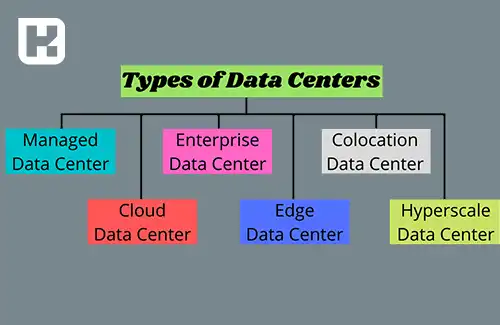 Types of Data Centers
Managed
Data Center
Enterprise
Data Center
Colocation
Data Center
Cloud
Data Center
Edge
Data Center
Hyperscale
Data Center